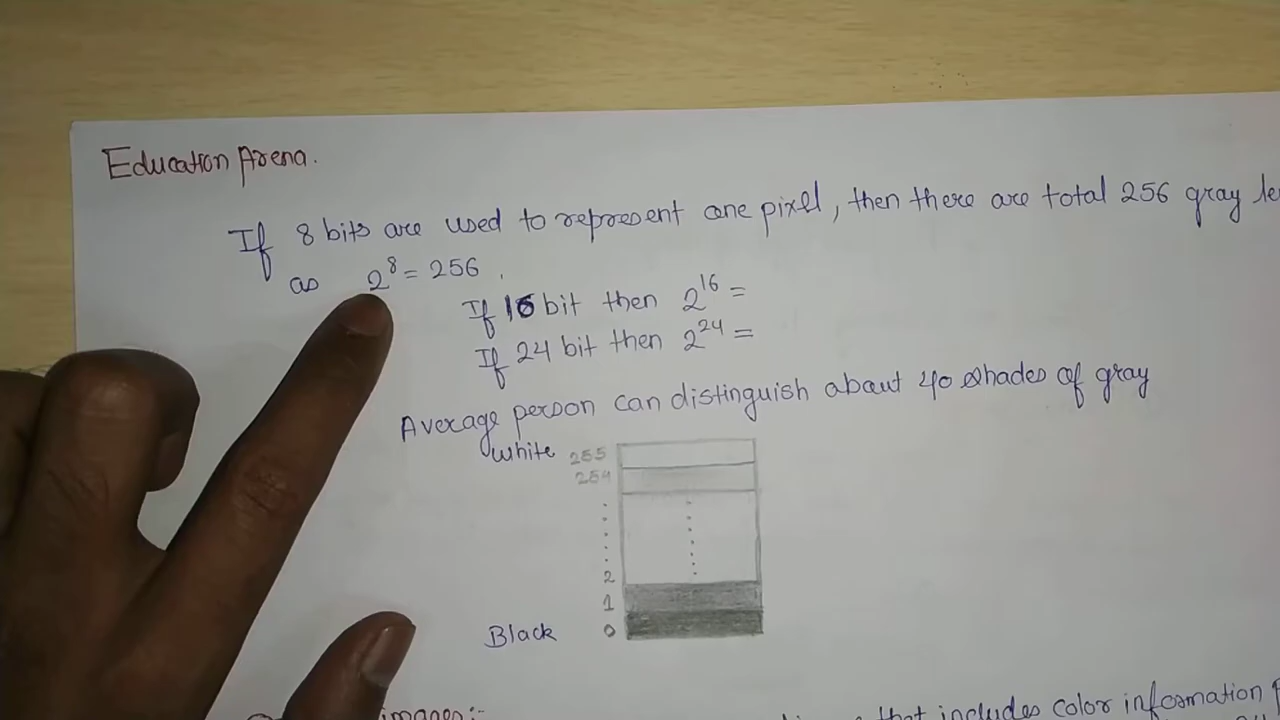 Education Arena.
If 8 bits are used to represent one pixel, then there are total 256 gray
as 2^8 = 256.
If 16 bit then 2^16 =
If 24 bit then 2^24 =
Average person can distinguish about 40 shades of gray
White 255
254
2
1
Black 0
images:-
that includes color information